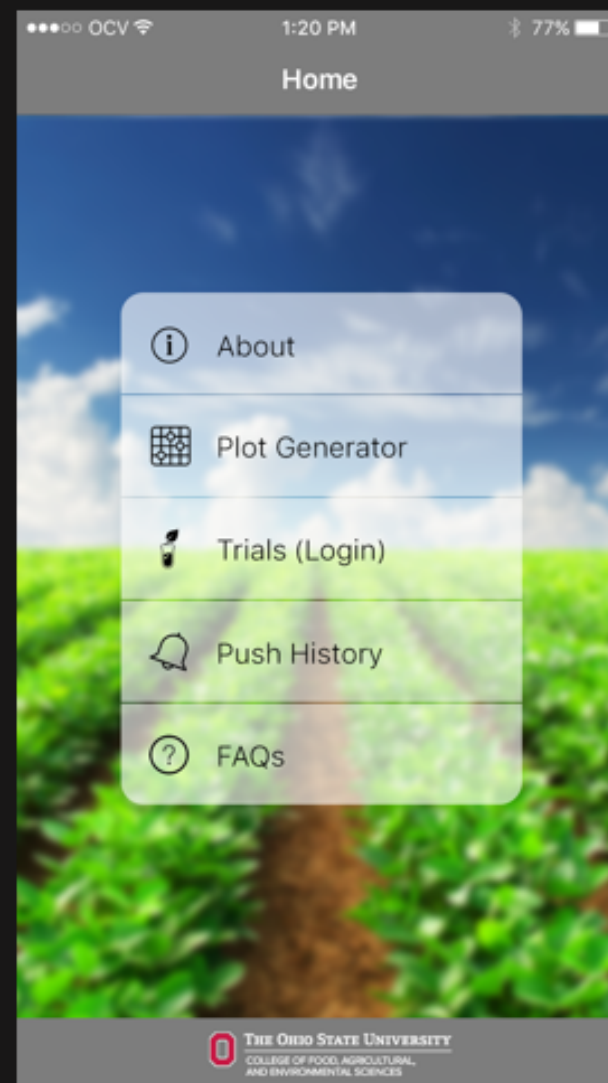 OCV 1:20 PM 77%
Home
About
Plot Generator
Trials (Login)
Push History
FAQs
THE OHIO STATE UNIVERSITY
COLLEGE OF FOOD, AGRICULTURAL,
AND ENVIRONMENTAL SCIENCES